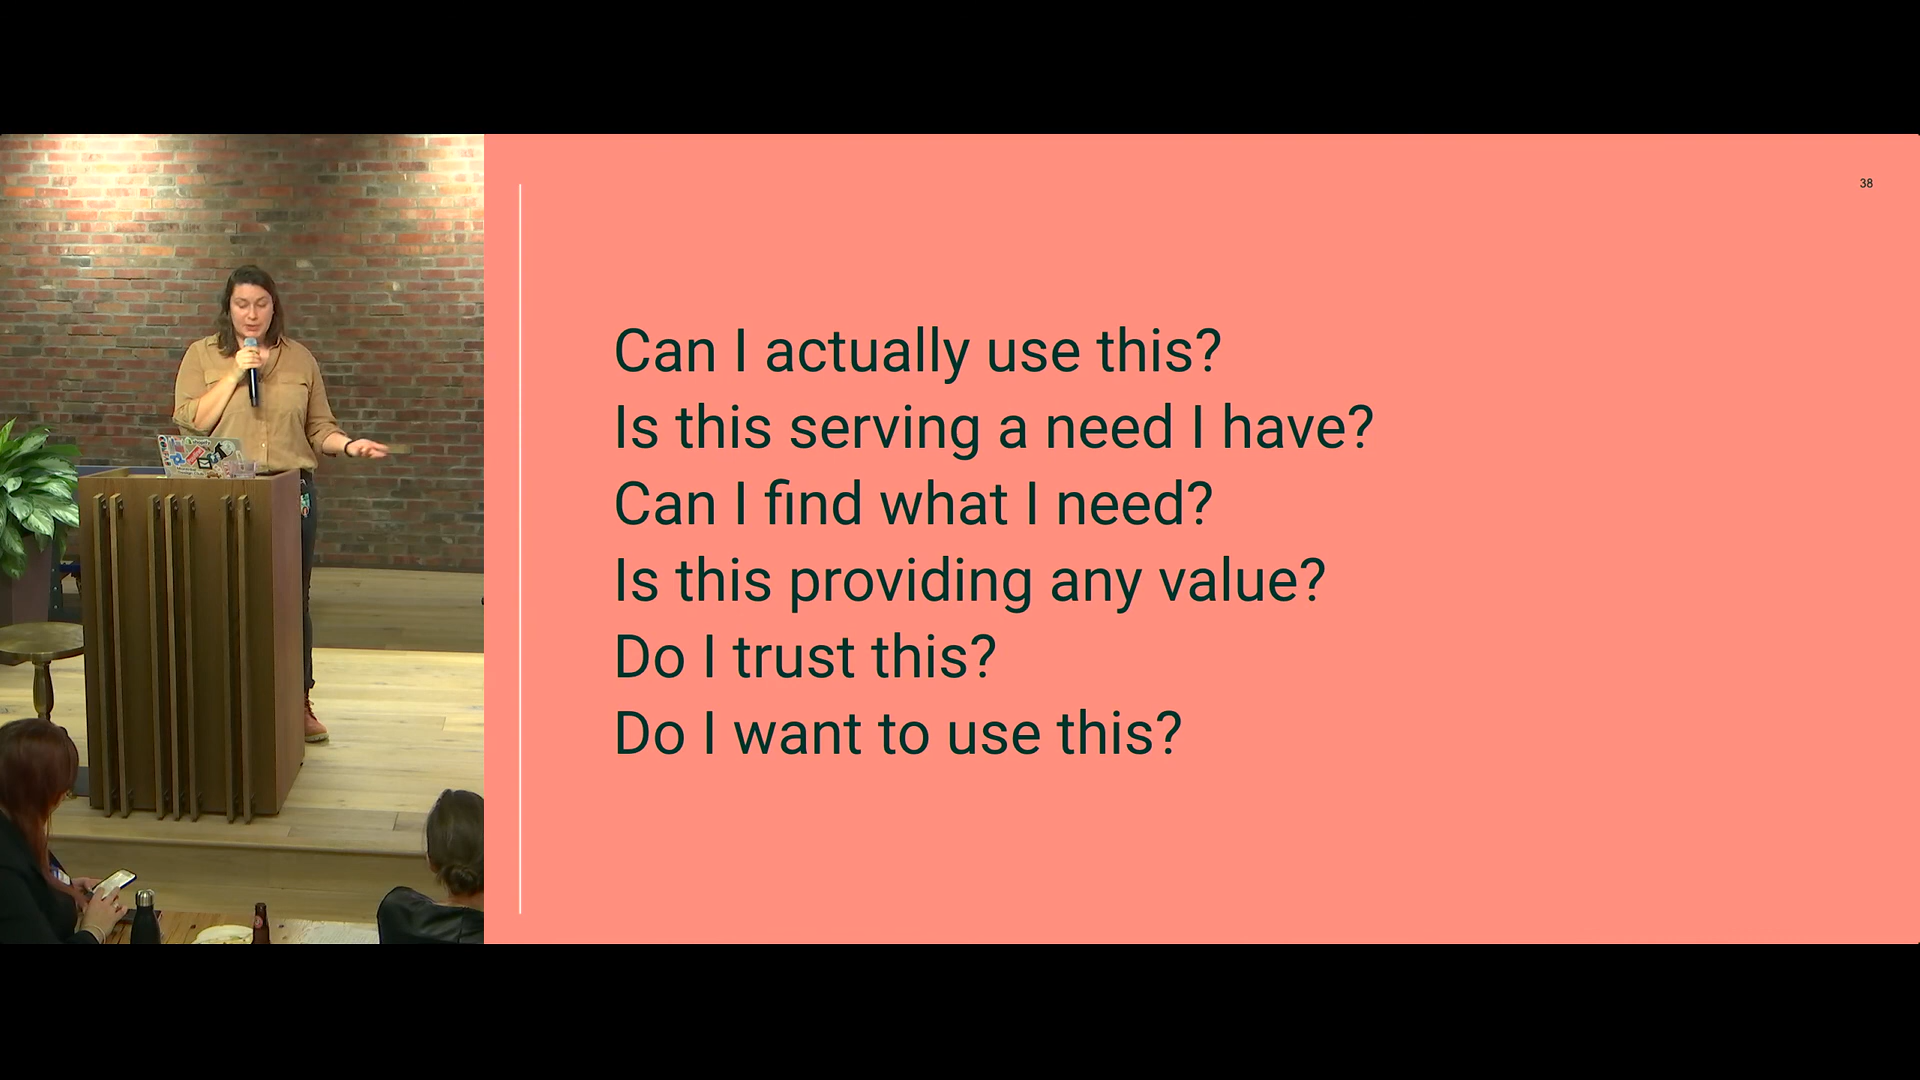 38
Can I actually use this?
Is this serving a need I have?
Can I find what I need?
Is this providing any value?
Do I trust this?
Do I want to use this?